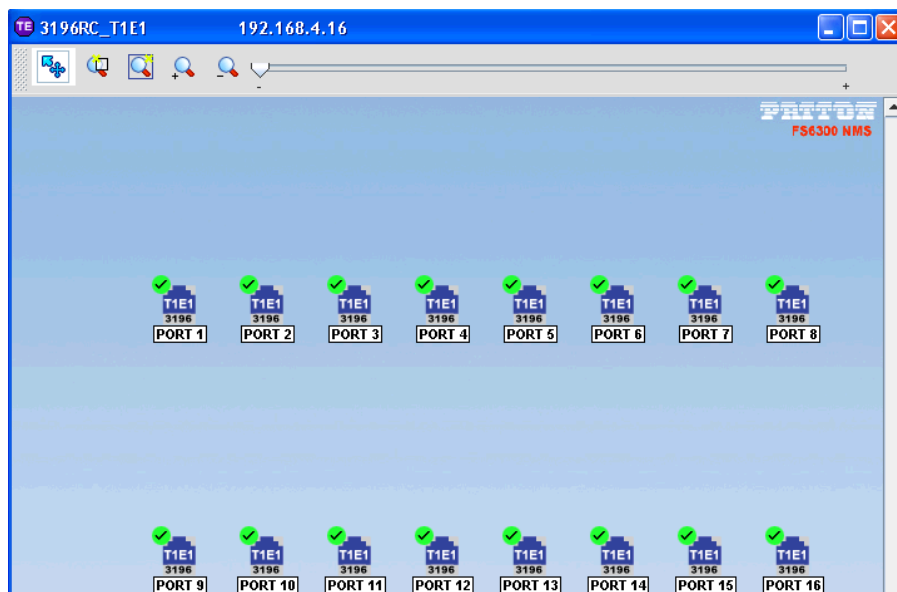 TE 3196RC_T1E1 192.168.4.16
- +
PATTON
FS6300 NMS
T1E1 T1E1 T1E1 T1E1 T1E1 T1E1 T1E1 T1E1
3196 3196 3196 3196 3196 3196 3196 3196
PORT 1 PORT 2 PORT 3 PORT 4 PORT 5 PORT 6 PORT 7 PORT 8
T1E1 T1E1 T1E1 T1E1 T1E1 T1E1 T1E1 T1E1
3196 3196 3196 3196 3196 3196 3196 3196
PORT 9 PORT 10 PORT 11 PORT 12 PORT 13 PORT 14 PORT 15 PORT 16